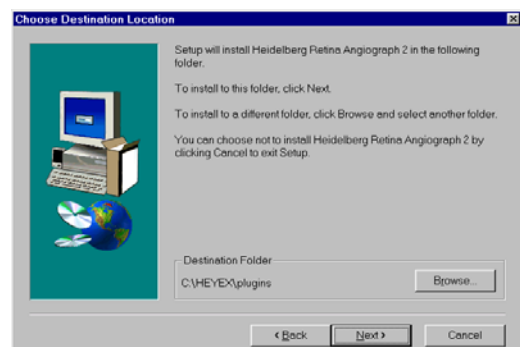 Choose Destination Location
Setup will install Heidelberg Retina Angiograph 2 in the following
folder.
To install to this folder, click Next.
To install to a different folder, click Browse and select another folder.
You can choose not to install Heidelberg Retina Angiograph 2 by
clicking Cancel to exit Setup.
Destination Folder
C:\HEYEX\plugins
Browse...
< Back
Next >
Cancel